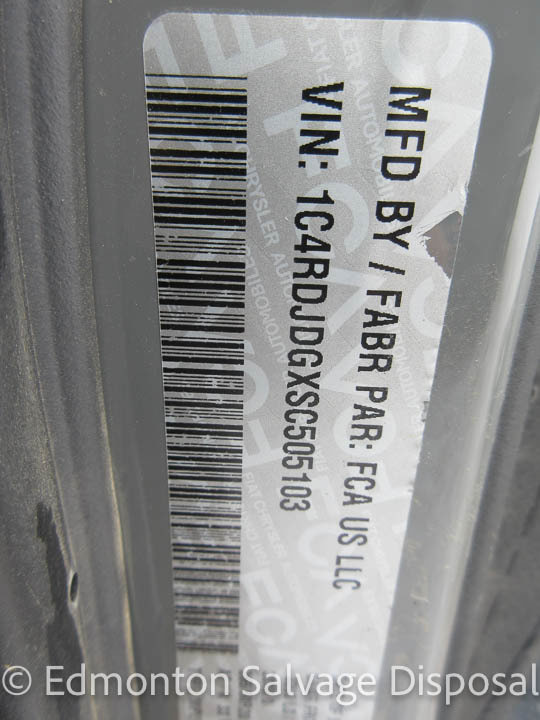 MFD BY / FABR PAR: FCA US LLC
VIN: 1C4RDJDGXSC505103
© Edmonton Salvage Disposal